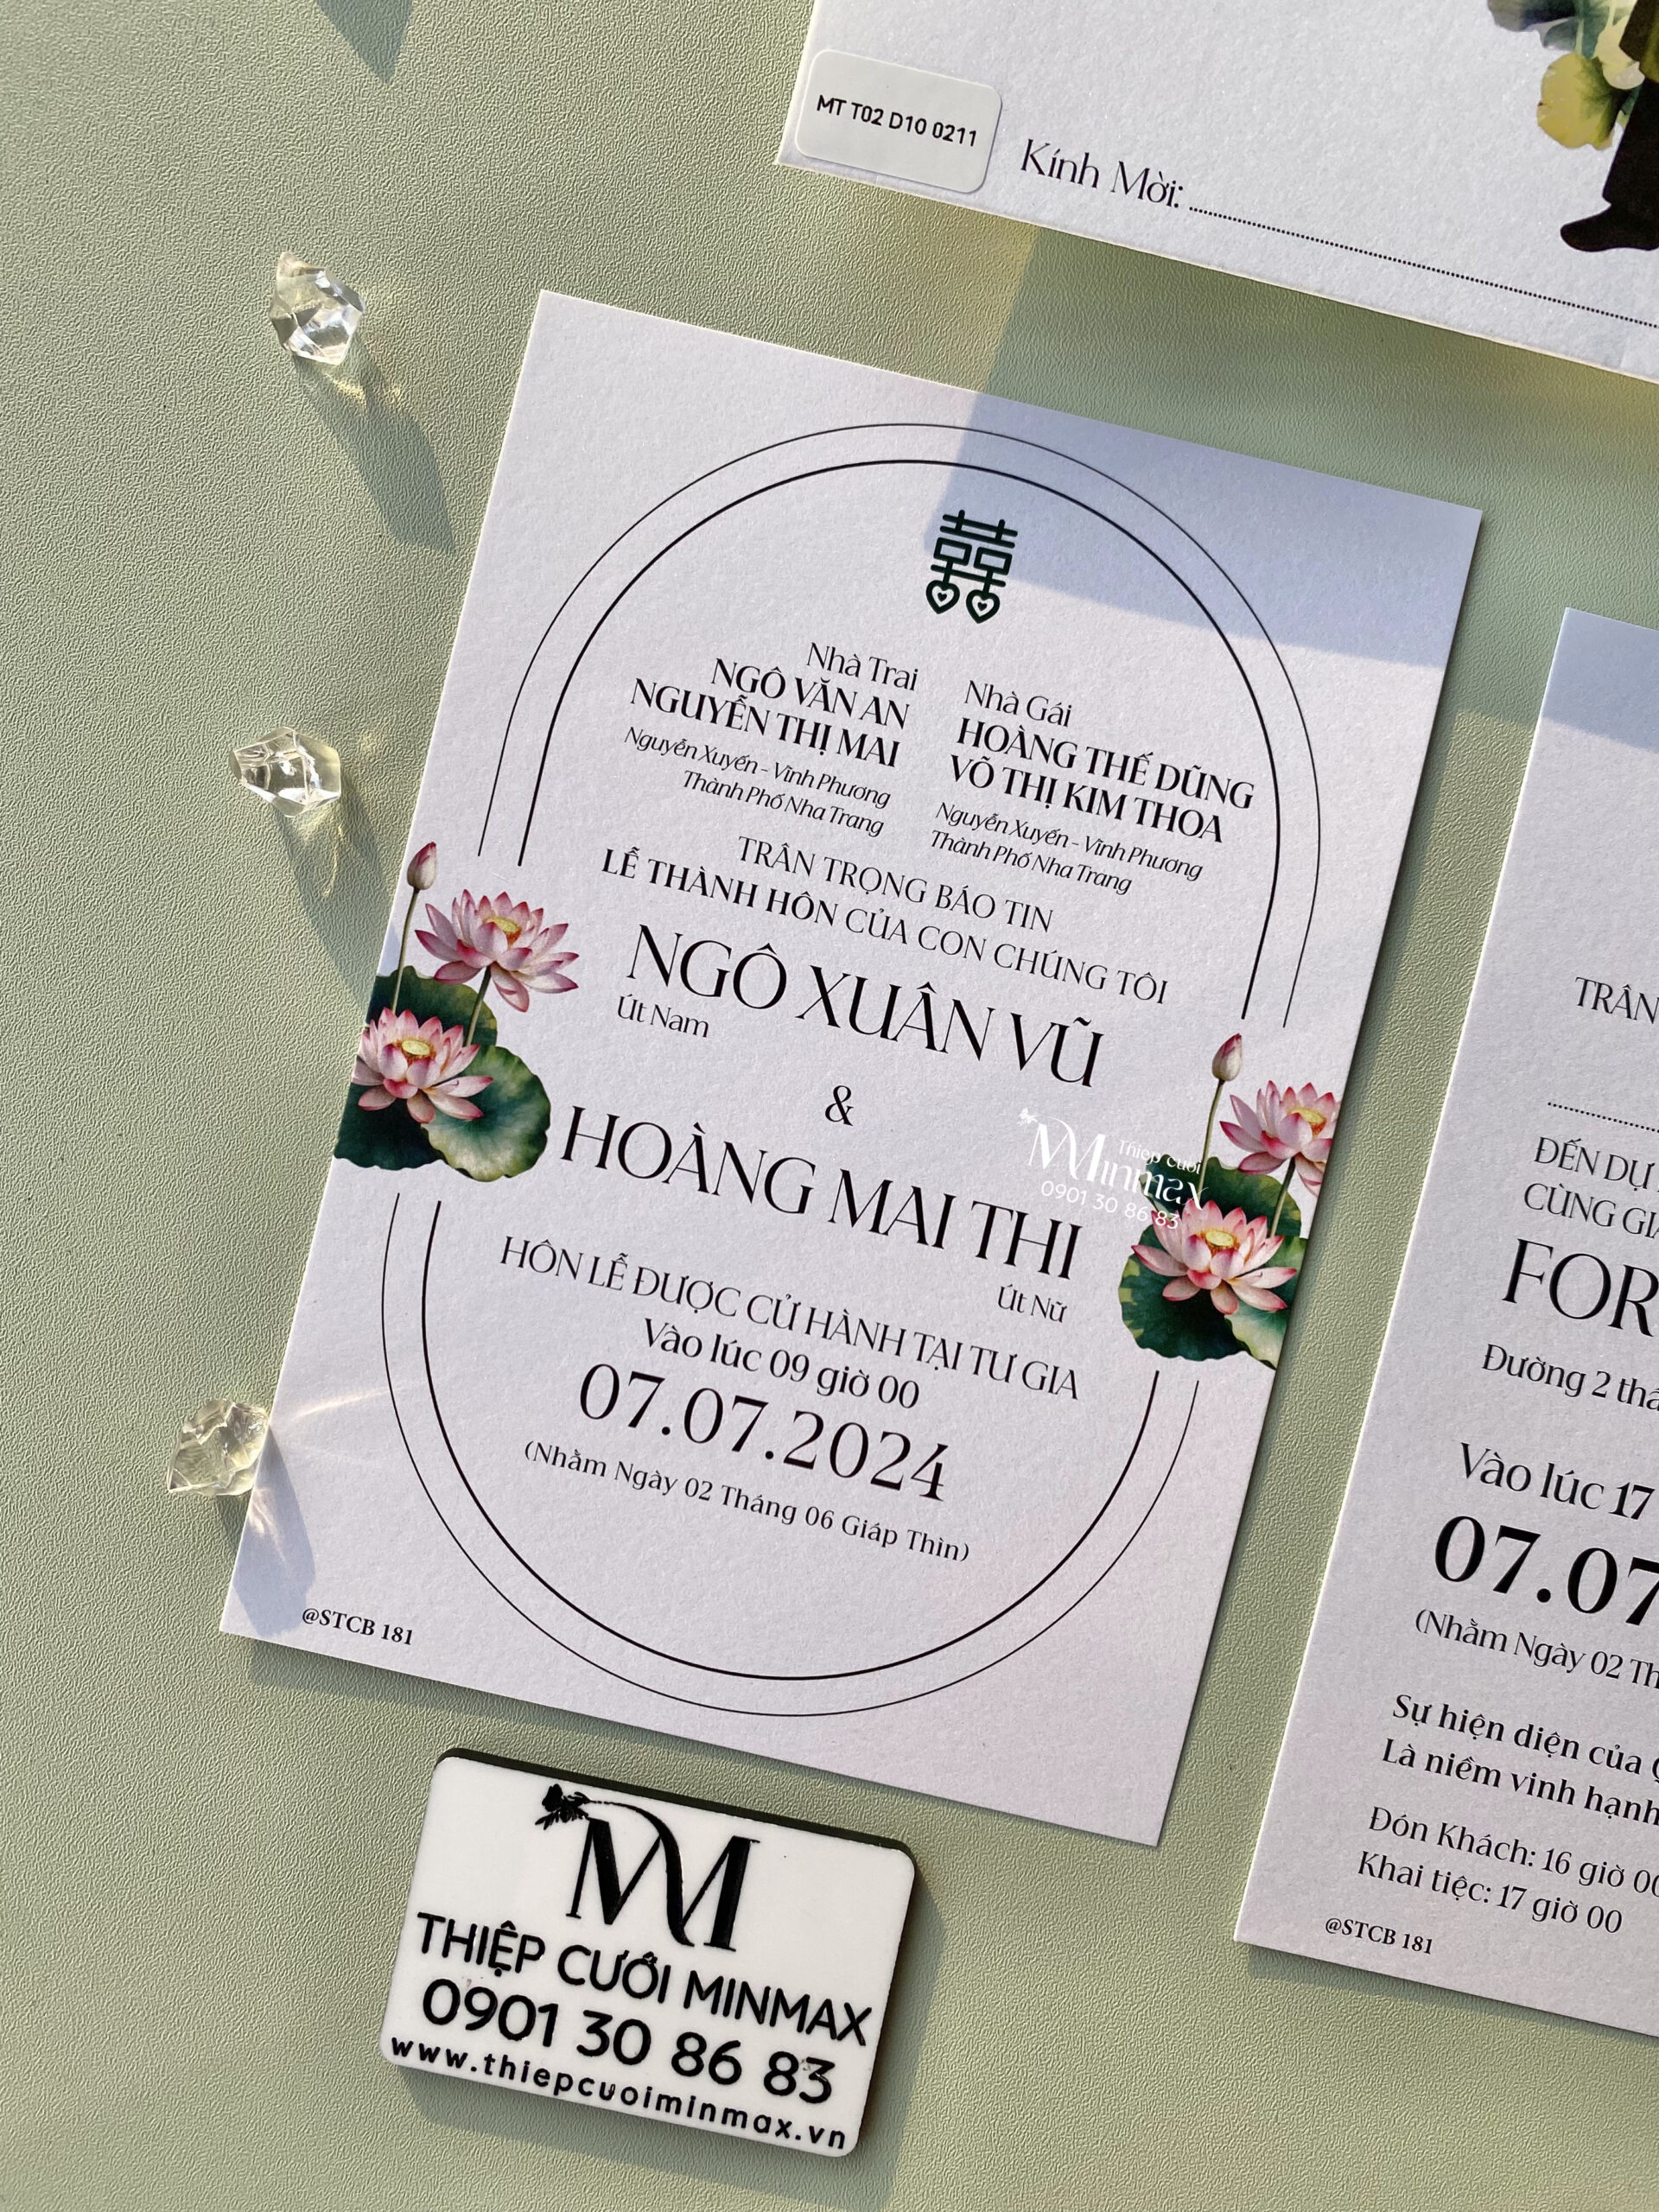 MT T02 D10 0211
Kính Mời:
囍
Nhà Trai
NGÔ VĂN AN
NGUYỄN THỊ MAI
Nguyễn Xuyến - Vĩnh Phương
Thành Phố Nha Trang
Nhà Gái
HOÀNG THẾ DŨNG
VÕ THỊ KIM THOA
Nguyễn Xuyến - Vĩnh Phương
Thành Phố Nha Trang
TRÂN TRỌNG BÁO TIN
LỄ THÀNH HÔN CỦA CON CHÚNG TÔI
NGÔ XUÂN VŨ
Út Nam
&
HOÀNG MAI THI
Út Nữ
Thiệp cưới
Minmax
0901 30 86 83
HÔN LỄ ĐƯỢC CỬ HÀNH TẠI TƯ GIA
Vào lúc 09 giờ 00
07.07.2024
(Nhằm Ngày 02 Tháng 06 Giáp Thìn)
@STCB 181
TRÂN
ĐẾN DỰ
CÙNG GI
FOR
Đường 2 thá
Vào lúc 17
07.07
(Nhằm Ngày 02 Th
Sự hiện diện của
Là niềm vinh hạnh
Đón Khách: 16 giờ 00
Khai tiệc: 17 giờ 00
@STCB 181
M
THIỆP CƯỚI MINMAX
0901 30 86 83
www.thiepcuoiminmax.vn